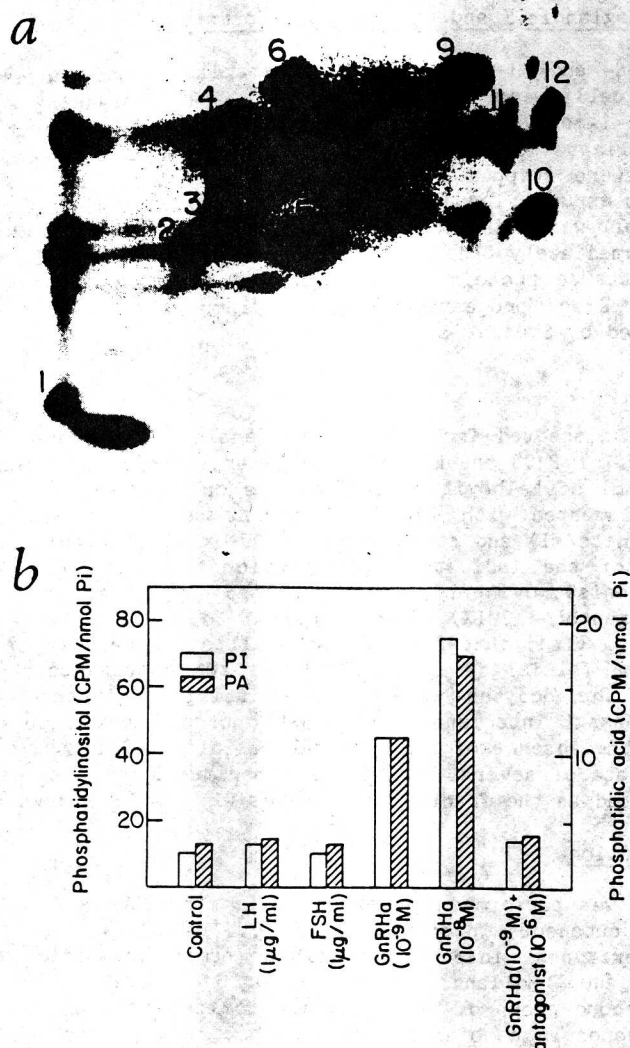 a
6
9
12
4
11
3
10
2
1
b
Phosphatidylinositol (CPM/nmol Pi)
80
60
40
20
PI
PA
20
10
Phosphatidic acid (CPM/nmol Pi)
Control
LH
(1μg/ml)
FSH
(1μg/ml)
GnRHa
(10⁻⁹M)
GnRHa
(10⁻⁸M)
GnRHa (10⁻⁹M)+
antagonist (10⁻⁶M)